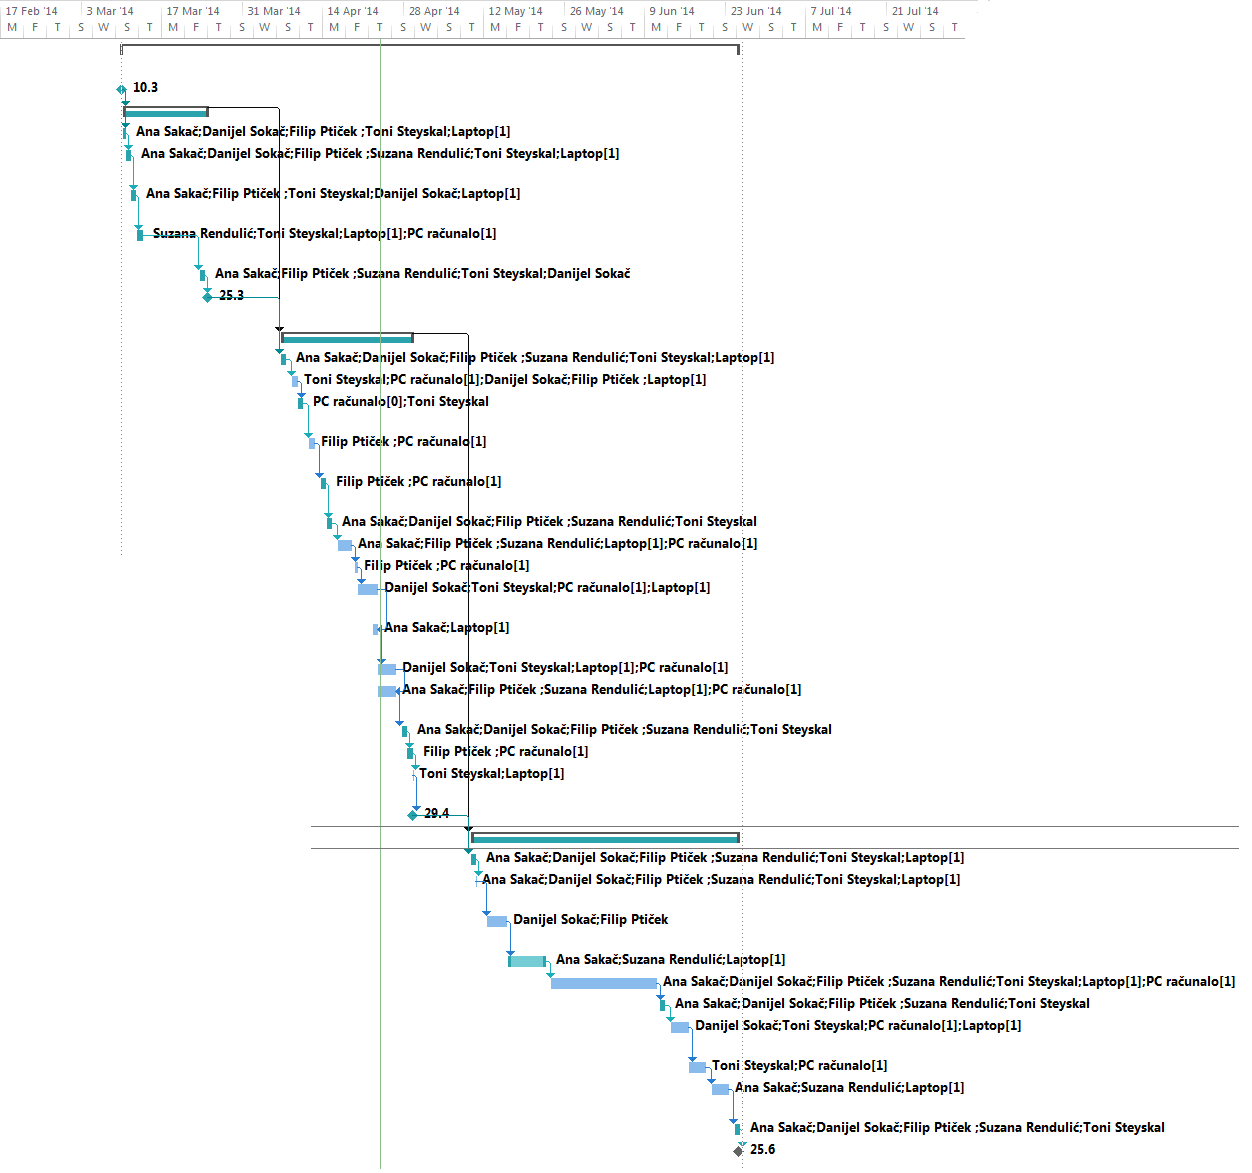 17 Feb '14 3 Mar '14 17 Mar '14 31 Mar '14 14 Apr '14 28 Apr '14 12 May '14 26 May '14 9 Jun '14 23 Jun '14 7 Jul '14 21 Jul '14
M F T S W S T M F T S W S T M F T S W S T M F T S W S T M F T S W S T M F T S W S T
10.3
Ana Sakač;Danijel Sokač;Filip Ptiček ;Toni Steyskal;Laptop[1]
Ana Sakač;Danijel Sokač;Filip Ptiček ;Suzana Rendulić;Toni Steyskal;Laptop[1]
Ana Sakač;Filip Ptiček ;Toni Steyskal;Danijel Sokač;Laptop[1]
Suzana Rendulić;Toni Steyskal;Laptop[1];PC računalo[1]
Ana Sakač;Filip Ptiček ;Suzana Rendulić;Toni Steyskal;Danijel Sokač
25.3
Ana Sakač;Danijel Sokač;Filip Ptiček ;Suzana Rendulić;Toni Steyskal;Laptop[1]
Toni Steyskal;PC računalo[1];Danijel Sokač;Filip Ptiček ;Laptop[1]
PC računalo[0];Toni Steyskal
Filip Ptiček ;PC računalo[1]
Filip Ptiček ;PC računalo[1]
Ana Sakač;Danijel Sokač;Filip Ptiček ;Suzana Rendulić;Toni Steyskal
Ana Sakač;Filip Ptiček ;Suzana Rendulić;Laptop[1];PC računalo[1]
Filip Ptiček ;PC računalo[1]
Danijel Sokač;Toni Steyskal;PC računalo[1];Laptop[1]
Ana Sakač;Laptop[1]
Danijel Sokač;Toni Steyskal;Laptop[1];PC računalo[1]
Ana Sakač;Filip Ptiček ;Suzana Rendulić;Laptop[1];PC računalo[1]
Ana Sakač;Danijel Sokač;Filip Ptiček ;Suzana Rendulić;Toni Steyskal
Filip Ptiček ;PC računalo[1]
Toni Steyskal;Laptop[1]
29.4
Ana Sakač;Danijel Sokač;Filip Ptiček ;Suzana Rendulić;Toni Steyskal;Laptop[1]
Ana Sakač;Danijel Sokač;Filip Ptiček ;Suzana Rendulić;Toni Steyskal;Laptop[1]
Danijel Sokač;Filip Ptiček
Ana Sakač;Suzana Rendulić;Laptop[1]
Ana Sakač;Danijel Sokač;Filip Ptiček ;Suzana Rendulić;Toni Steyskal;Laptop[1];PC računalo[1]
Ana Sakač;Danijel Sokač;Filip Ptiček ;Suzana Rendulić;Toni Steyskal
Danijel Sokač;Toni Steyskal;PC računalo[1];Laptop[1]
Toni Steyskal;PC računalo[1]
Ana Sakač;Suzana Rendulić;Laptop[1]
Ana Sakač;Danijel Sokač;Filip Ptiček ;Suzana Rendulić;Toni Steyskal
25.6